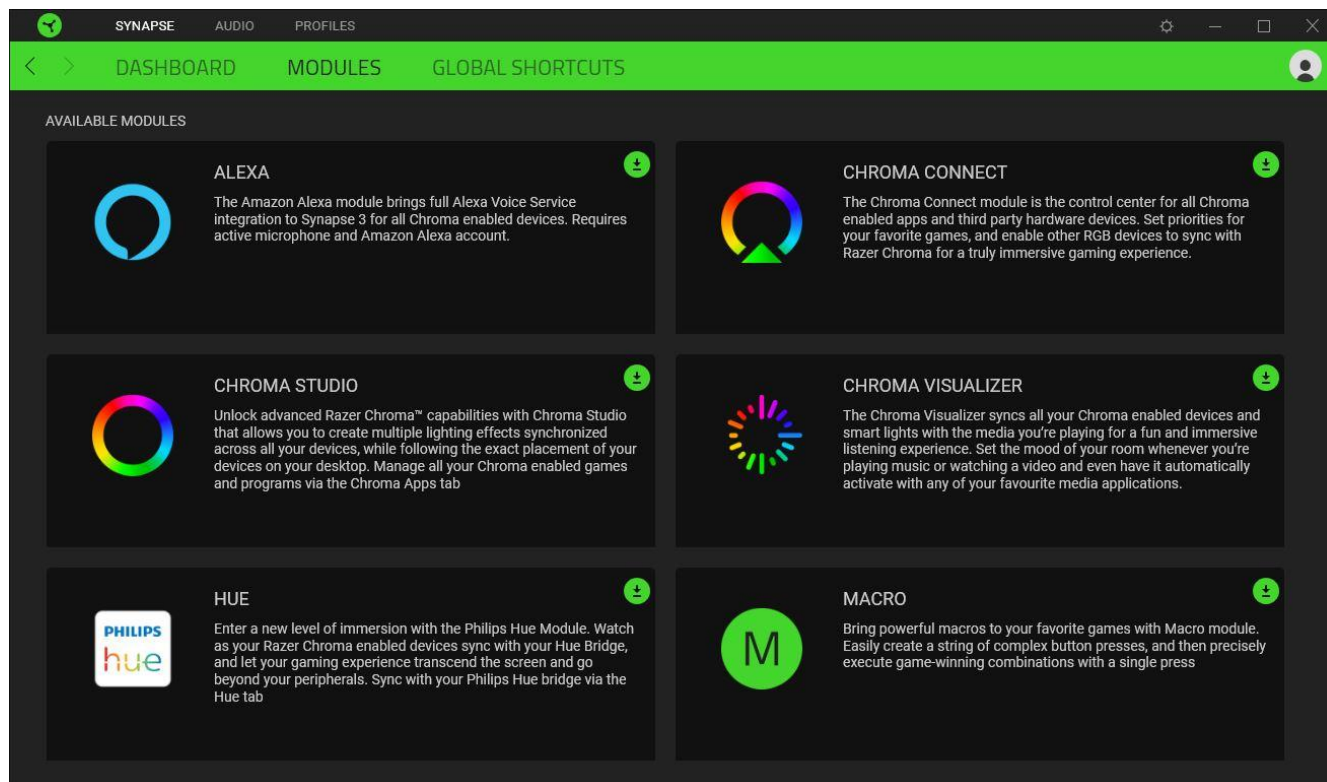 SYNAPSE AUDIO PROFILES
DASHBOARD MODULES GLOBAL SHORTCUTS
AVAILABLE MODULES
ALEXA
The Amazon Alexa module brings full Alexa Voice Service
integration to Synapse 3 for all Chroma enabled devices. Requires
active microphone and Amazon Alexa account.
CHROMA CONNECT
The Chroma Connect module is the control center for all Chroma
enabled apps and third party hardware devices. Set priorities for
your favorite games, and enable other RGB devices to sync with
Razer Chroma for a truly immersive gaming experience.
CHROMA STUDIO
Unlock advanced Razer Chroma™ capabilities with Chroma Studio
that allows you to create multiple lighting effects synchronized
across all your devices, while following the exact placement of your
devices on your desktop. Manage all your Chroma enabled games
and programs via the Chroma Apps tab
CHROMA VISUALIZER
The Chroma Visualizer syncs all your Chroma enabled devices and
smart lights with the media you're playing for a fun and immersive
listening experience. Set the mood of your room whenever you're
playing music or watching a video and even have it automatically
activate with any of your favourite media applications.
PHILIPS
hue
HUE
Enter a new level of immersion with the Philips Hue Module. Watch
as your Razer Chroma enabled devices sync with your Hue Bridge,
and let your gaming experience transcend the screen and go
beyond your peripherals. Sync with your Philips Hue bridge via the
Hue tab
M
MACRO
Bring powerful macros to your favorite games with Macro module.
Easily create a string of complex button presses, and then precisely
execute game-winning combinations with a single press